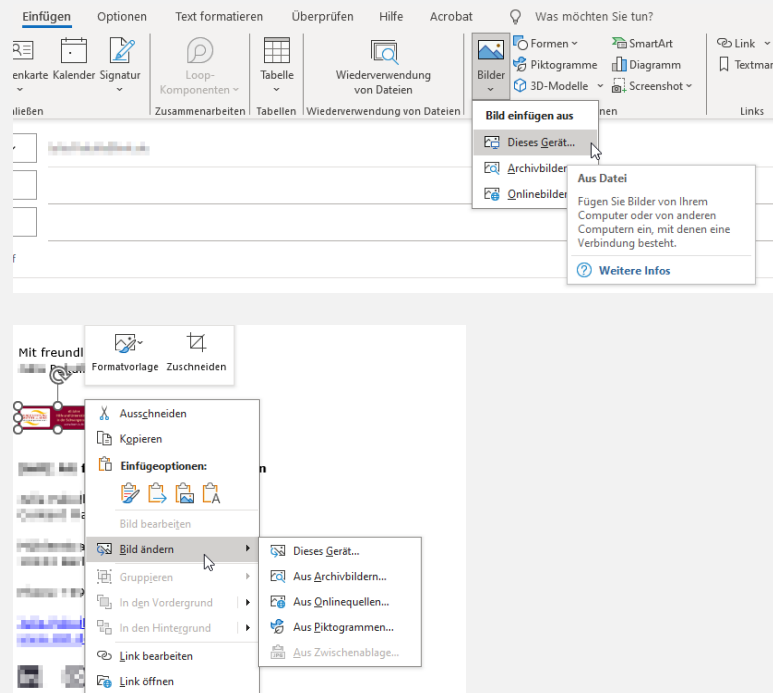 Einfügen Optionen Text formatieren Überprüfen Hilfe Acrobat Was möchten Sie tun?
enkarte Kalender Signatur
Loop-
Komponenten
Tabelle
Wiederverwendung
von Dateien
Bilder
Formen
Piktogramme
3D-Modelle
SmartArt
Diagramm
Screenshot
Link
Textmar
ließen
Zusammenarbeiten
Tabellen
Wiederverwendung von Dateien
nen
Links
Bild einfügen aus
Dieses Gerät...
Archivbilder
Onlinebilder
Aus Datei
Fügen Sie Bilder von Ihrem
Computer oder von anderen
Computern ein, mit denen eine
Verbindung besteht.
Weitere Infos
f
Mit freundl
Formatvorlage Zuschneiden
Ausschneiden
Kopieren
Einfügeoptionen:
n
Bild bearbeiten
Bild ändern
Gruppieren
In den Vordergrund
In den Hintergrund
Link bearbeiten
Link öffnen
Dieses Gerät...
Aus Archivbildern...
Aus Onlinequellen...
Aus Piktogrammen...
Aus Zwischenablage...